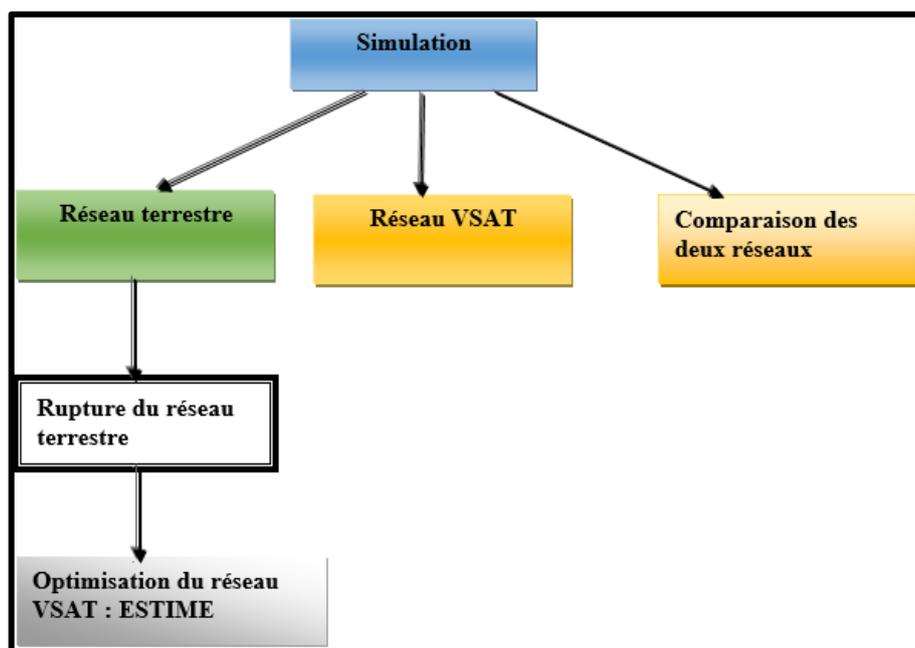 Simulation
Réseau terrestre
Réseau VSAT
Comparaison des
deux réseaux
Rupture du réseau
terrestre
Optimisation du réseau
VSAT : ESTIME